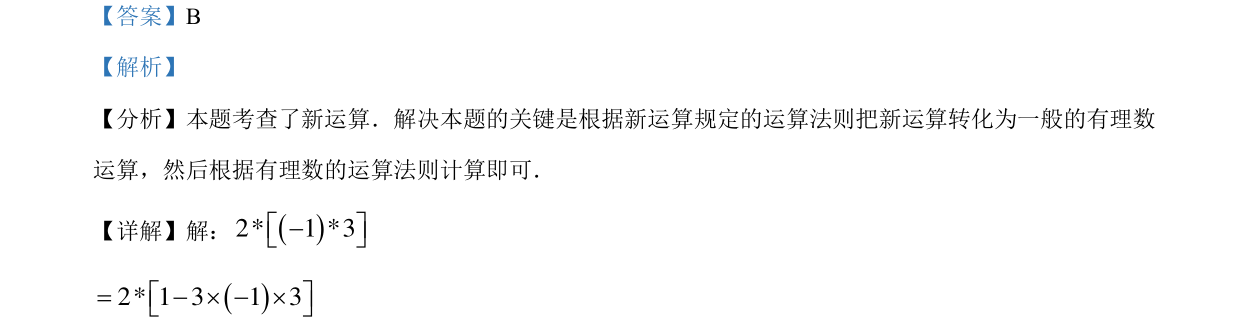 【答案】B
【解析】
【分析】本题考查了新运算．解决本题的关键是根据新运算规定的运算法则把新运算转化为一般的有理数
运算，然后根据有理数的运算法则计算即可．
【详解】解：2*[(−1)*3]
=2*[1−3×(−1)×3]